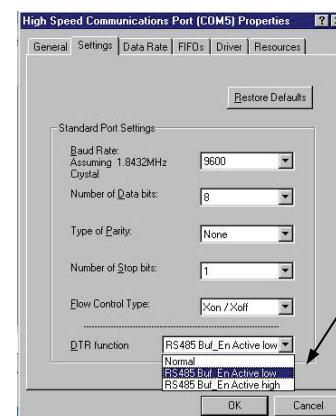 High Speed Communications Port (COM5) Properties
General Settings Data Rate FIFOs Driver Resources
Restore Defaults
Standard Port Settings
Baud Rate:
Assuming 1.8432MHz
Crystal
9600
Number of Data bits:
8
Type of Parity:
None
Number of Stop bits:
1
Flow Control Type:
Xon / Xoff
DTR function
RS485 Buf_En Active low
Normal
RS485 Buf_En Active low
RS485 Buf_En Active high
OK Cancel